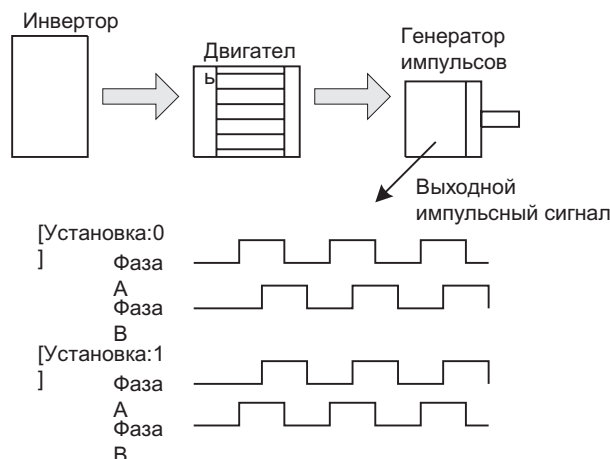 Инвертор
Двигател
ь
Генератор
импульсов
Выходной
импульсный сигнал
[Установка:0
]
Фаза
A
Фаза
B
[Установка:1
]
Фаза
A
Фаза
B